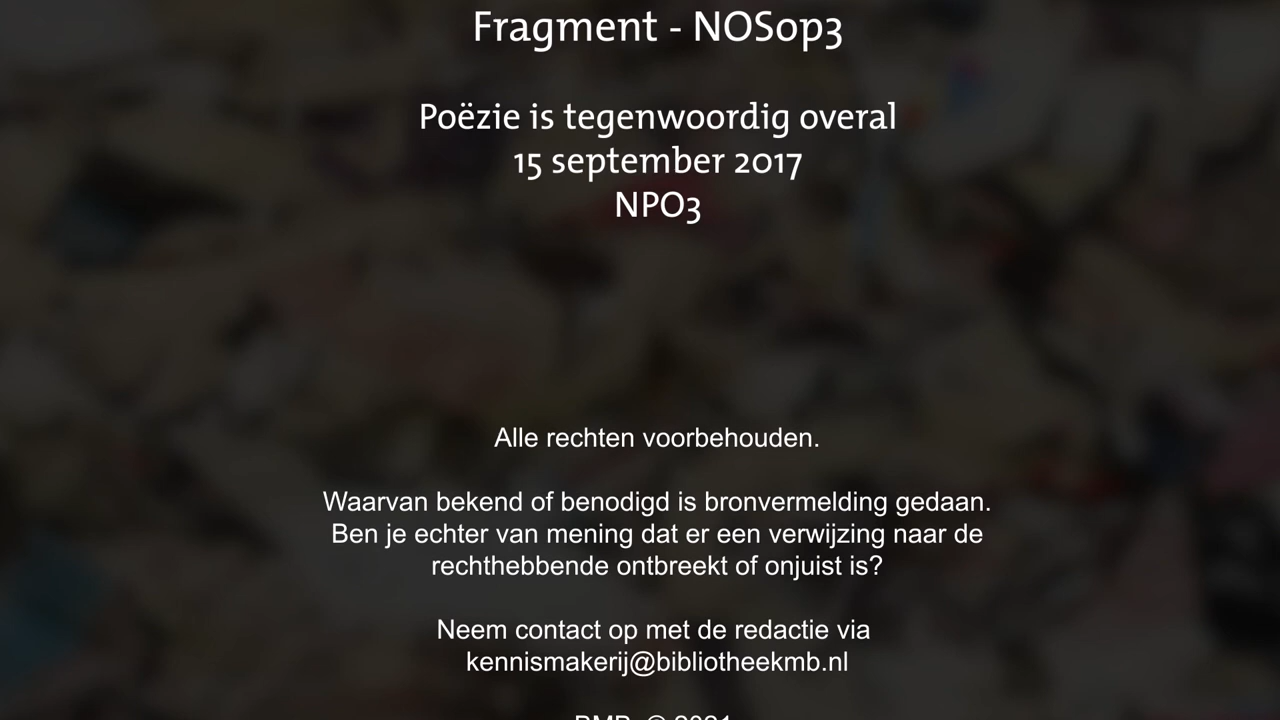 Fragment - NOSop3
Poëzie is tegenwoordig overal
15 september 2017
NPO3
Alle rechten voorbehouden.
Waarvan bekend of benodigd is bronvermelding gedaan.
Ben je echter van mening dat er een verwijzing naar de
rechthebbende ontbreekt of onjuist is?
Neem contact op met de redactie via
kennismakerij@bibliotheekmb.nl
BMB, © 2021